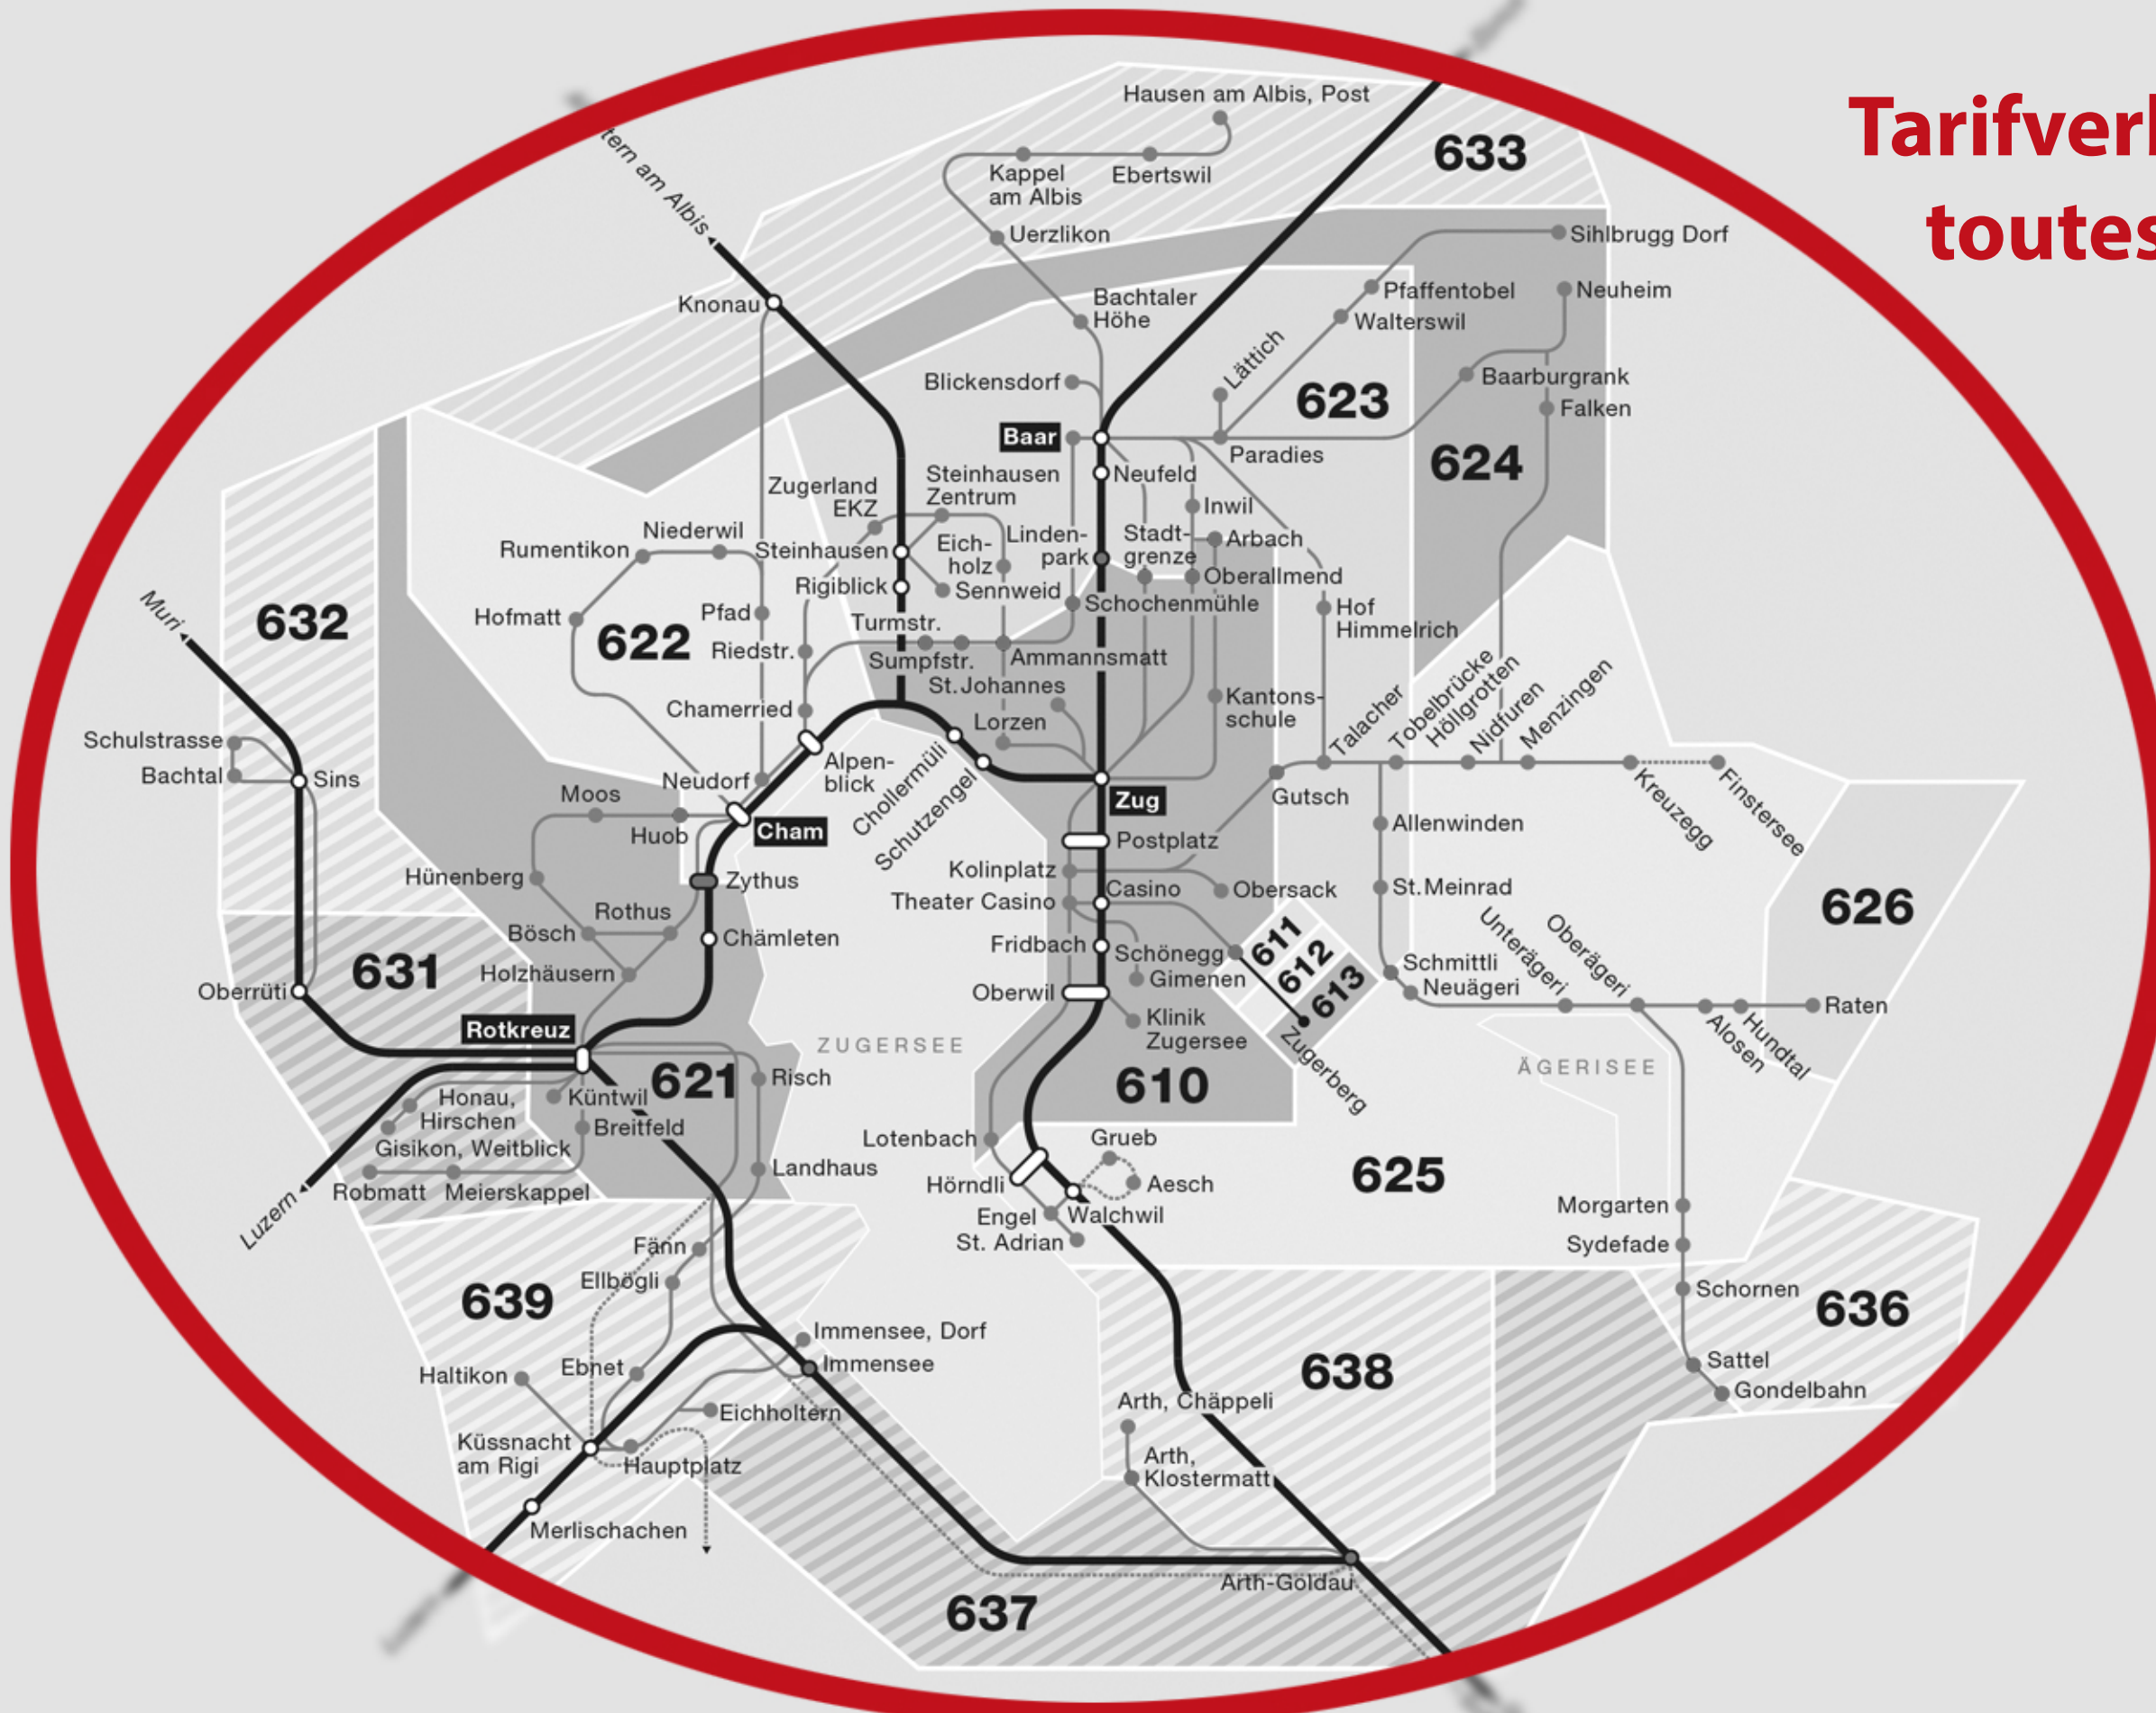 Tarifverl
toutes
tern am Albis
Hausen am Albis, Post
633
Kappel
am Albis
Ebertswil
Uerzlikon
Sihlbrugg Dorf
Knonau
Bachtaler
Höhe
Pfaffentobel
Neuheim
Walterswil
Lättich
Blickensdorf
623
Baarburgrank
Falken
Baar
Paradies
624
Neufeld
Zugerland
EKZ
Steinhausen
Zentrum
Inwil
Niederwil
Rumentikon
Steinhausen
Eich-
holz
Linden-
park
Stadt-
grenze
Arbach
Rigiblick
Sennweid
Oberallmend
Muri
632
Hofmatt
622
Pfad
Turmstr.
Schochenmühle
Hof
Himmelrich
Riedstr.
Sumpfstr.
Ammannsmatt
St. Johannes
Chamerried
Lorzen
Kantons-
schule
Talacher
Tobelbrücke
Höllgrotten
Nidfuren
Menzingen
Schulstrasse
Bachtal
Sins
Neudorf
Alpen-
blick
Chollermüli
Schutzengel
Zug
Gutsch
Kreuzegg
Finstersee
Moos
Huob
Cham
Postplatz
Allenwinden
Hünenberg
Zythus
Kolinplatz
Obersack
St. Meinrad
Theater Casino
Casino
626
Rothus
Bösch
Chämleten
Fridbach
Schönegg
611
612
613
Unterägeri
Oberägeri
631
Holzhäusern
Gimenen
Schmittli
Neuägeri
Oberrüti
Oberwil
Raten
Rotkreuz
Klinik
Zugersee
Zugerberg
Alosen
Hundtal
ZUGERSEE
ÄGERISEE
621
Risch
610
Honau,
Hirschen
Küntwil
Gisikon, Weitblick
Breitfeld
Lotenbach
Grueb
Luzern
Robmatt
Meierskappel
Landhaus
Hörndli
Aesch
625
Engel
Walchwil
St. Adrian
Morgarten
Sydefade
Fänn
Ellbögli
639
Schornen
636
Immensee, Dorf
Immensee
Haltikon
Ebnet
638
Sattel
Gondelbahn
Eichholtern
Arth, Chäppeli
Küssnacht
am Rigi
Hauptplatz
Arth,
Klostermatt
Merlischachen
Arth-Goldau
637